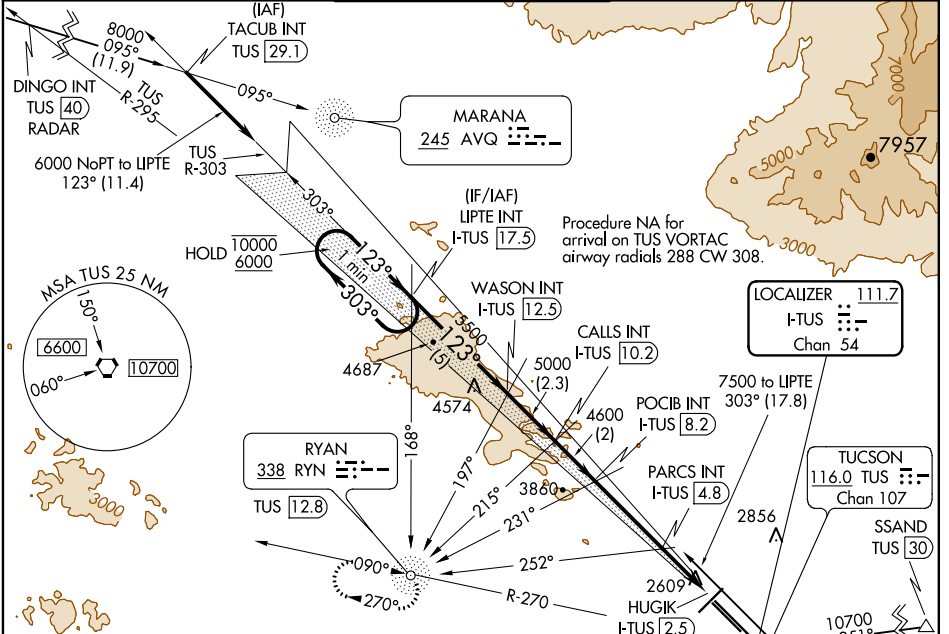 (IAF)
TACUB INT
TUS 29.1
8000
095°
(11.9)
DINGO INT
TUS 40
RADAR
TUS
R-295
095°
MARANA
245 AVQ
7000
5000
7957
3000
6000 NoPT to LIPTE
123° (11.4)
TUS
R-303
303°
(IF/IAF)
LIPTE INT
I-TUS 17.5
Procedure NA for
arrival on TUS VORTAC
airway radials 288 CW 308.
HOLD 10000
6000
123°
1 min
303°
MSA TUS 25 NM
150°
6600
10700
060°
WASON INT
I-TUS 12.5
LOCALIZER 111.7
I-TUS
Chan 54
5500
123°
(5)
CALLS INT
I-TUS 10.2
4687
4574
5000
(2.3)
7500 to LIPTE
303° (17.8)
4600
(2)
POCIB INT
I-TUS 8.2
RYAN
338 RYN
TUS 12.8
168°
197°
215°
231°
3860
PARCS INT
I-TUS 4.8
TUCSON
116.0 TUS
Chan 107
3000
2856
SSAND
TUS 30
252°
090°
270°
R-270
2609
HUGIK
I-TUS 2.5
10700
251°